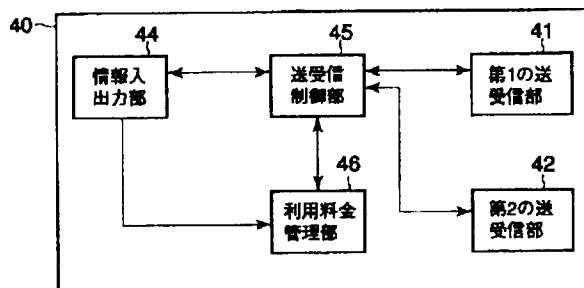 40
44
情報入
出力部
45
送受信
制御部
41
第1の送
受信部
46
利用料金
管理部
42
第2の送
受信部